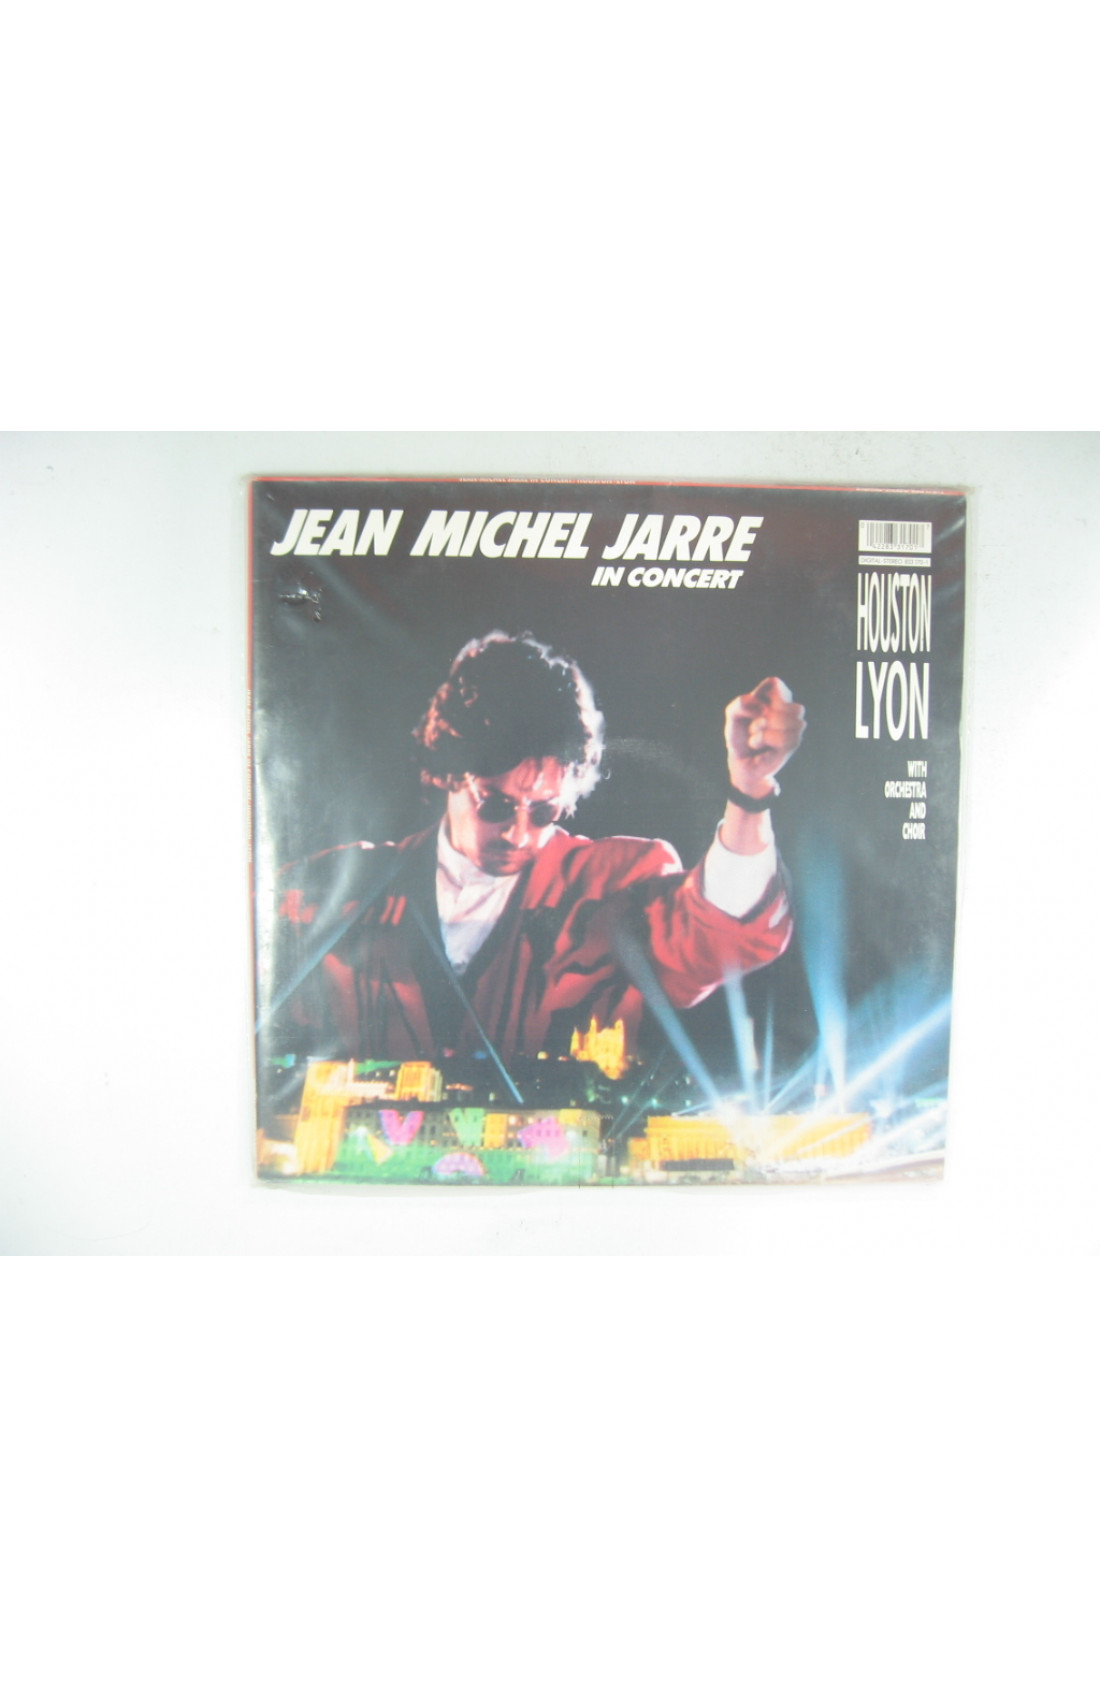 JEAN MICHEL JARRE
IN CONCERT
HOUSTON
LYON
WITH
ORCHESTRA
AND
CHOIR